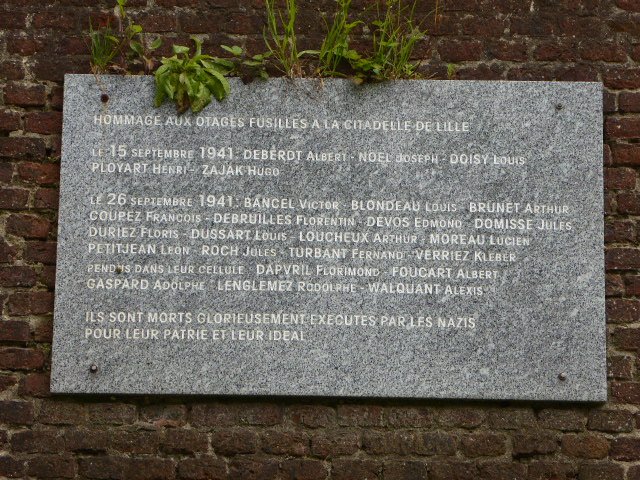 HOMMAGE AUX OTAGES FUSILLES A LA CITADELLE DE LILLE
LE 15 SEPTEMBRE 1941: DEBERDT ALBERT - NOEL JOSEPH - DOISY LOUIS
PLOYART HENRI - ZAJAK HUGO
LE 26 SEPTEMBRE 1941: BANCEL VICTOR - BLONDEAU LOUIS - BRUNET ARTHUR
COUPEZ FRANCOIS - DEBRUILLES FLORENTIN - DEVOS EDMOND - DOMISSE JULES
DURIEZ FLORIS - DUSSART LOUIS - LOUCHEUX ARTHUR - MOREAU LUCIEN
PETITJEAN LEON - ROCH JULES - TURBANT FERNAND - VERRIEZ KLEBER
PENDUS DANS LEUR CELLULE : DAPVRIL FLORIMOND - FOUCART ALBERT
GASPARD ADOLPHE - LENGLEMEZ RODOLPHE - WALQUANT ALEXIS
ILS SONT MORTS GLORIEUSEMENT EXECUTES PAR LES NAZIS
POUR LEUR PATRIE ET LEUR IDEAL